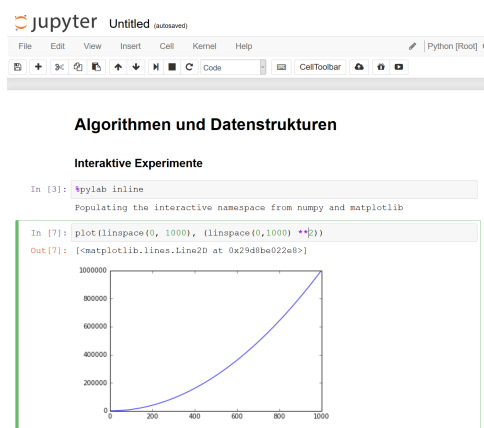 jupyter Untitled (autosaved)
File Edit View Insert Cell Kernel Help Python [Root]
Code CellToolbar
Algorithmen und Datenstrukturen
Interaktive Experimente
In [3]: %pylab inline
Populating the interactive namespace from numpy and matplotlib
In [7]: plot(linspace(0, 1000), (linspace(0,1000) **2))
Out[7]: [<matplotlib.lines.Line2D at 0x29d8be022e8>]
1000000
800000
600000
400000
200000
0
0 200 400 600 800 1000